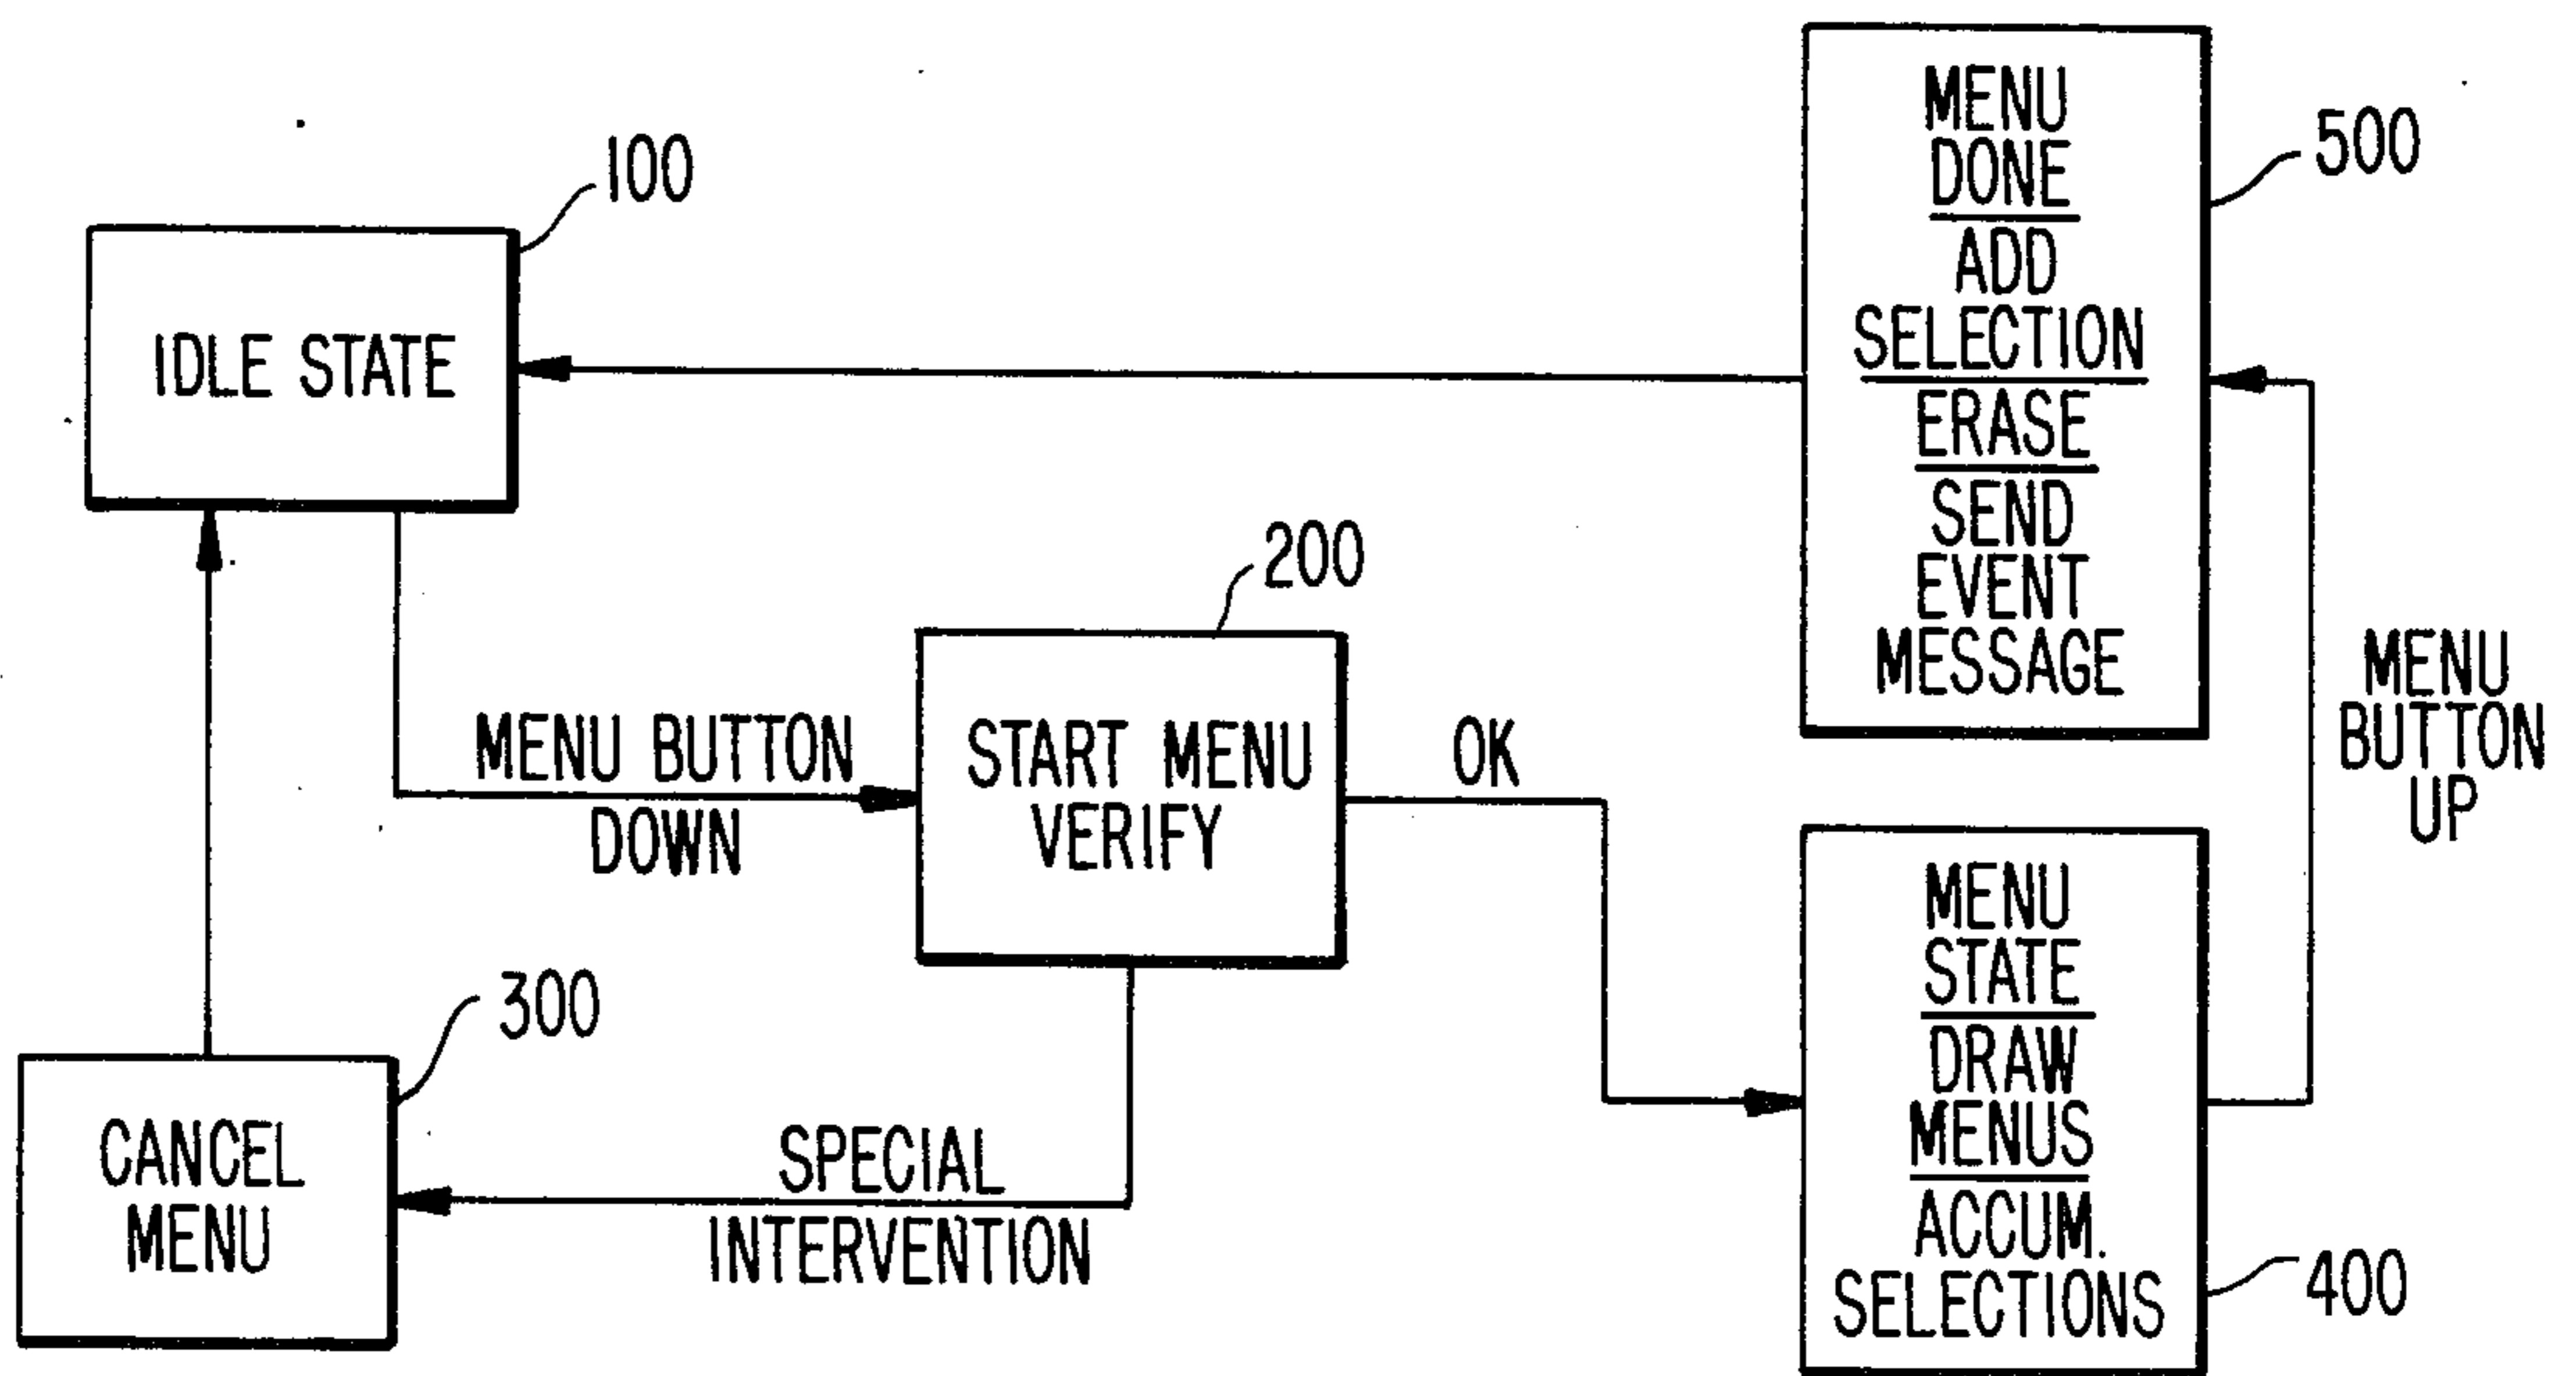 100
IDLE STATE
MENU BUTTON
DOWN
200
START MENU
VERIFY
OK
SPECIAL
INTERVENTION
300
CANCEL
MENU
500
MENU
DONE
ADD
SELECTION
ERASE
SEND
EVENT
MESSAGE
MENU
BUTTON
UP
MENU
STATE
DRAW
MENUS
ACCUM.
SELECTIONS
400